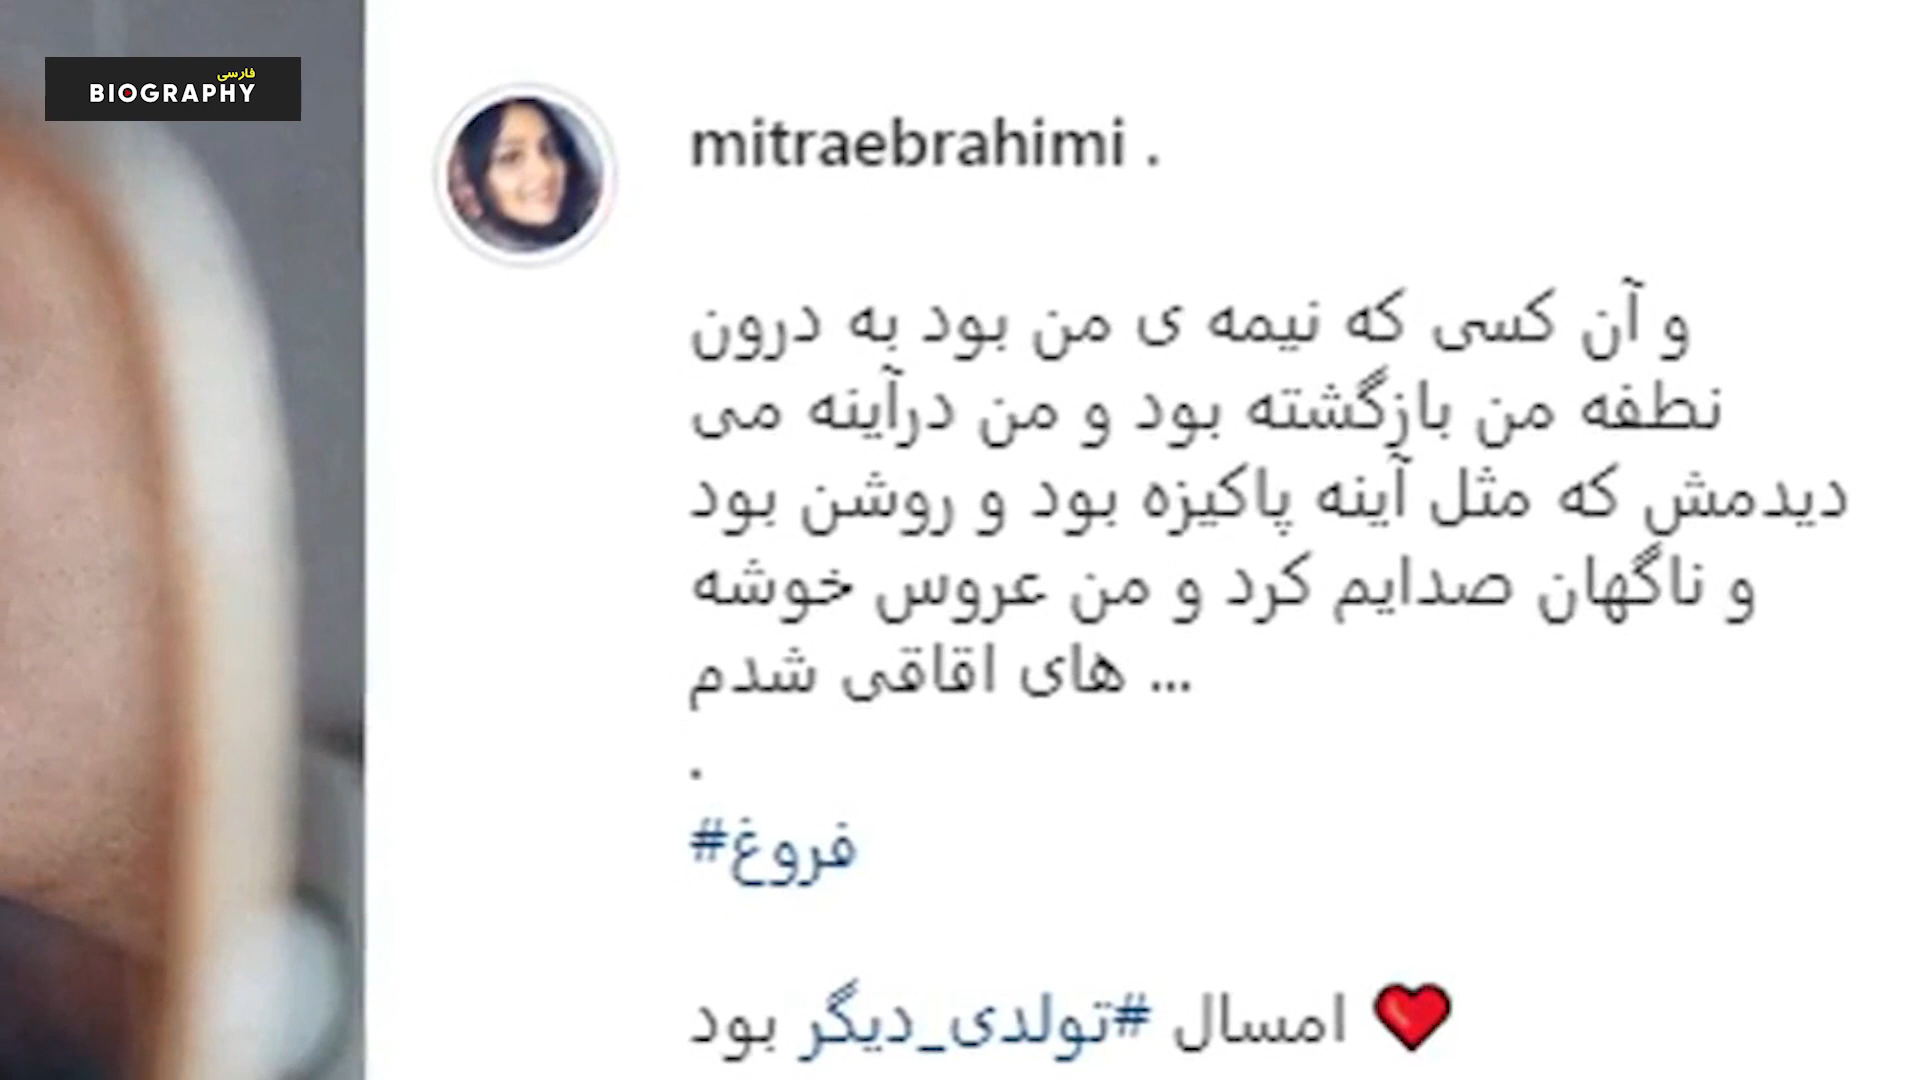 فارسی
BIOGRAPHY
mitraebrahimi .
و آن کسی که نیمه ی من بود به درون
نطفه من بازگشته بود و من درآینه می
دیدمش که مثل آینه پاکیزه بود و روشن بود
و ناگهان صدایم کرد و من عروس خوشه
های اقاقی شدم ...
.
#فروغ
❤️ امسال #تولدی_دیگر بود